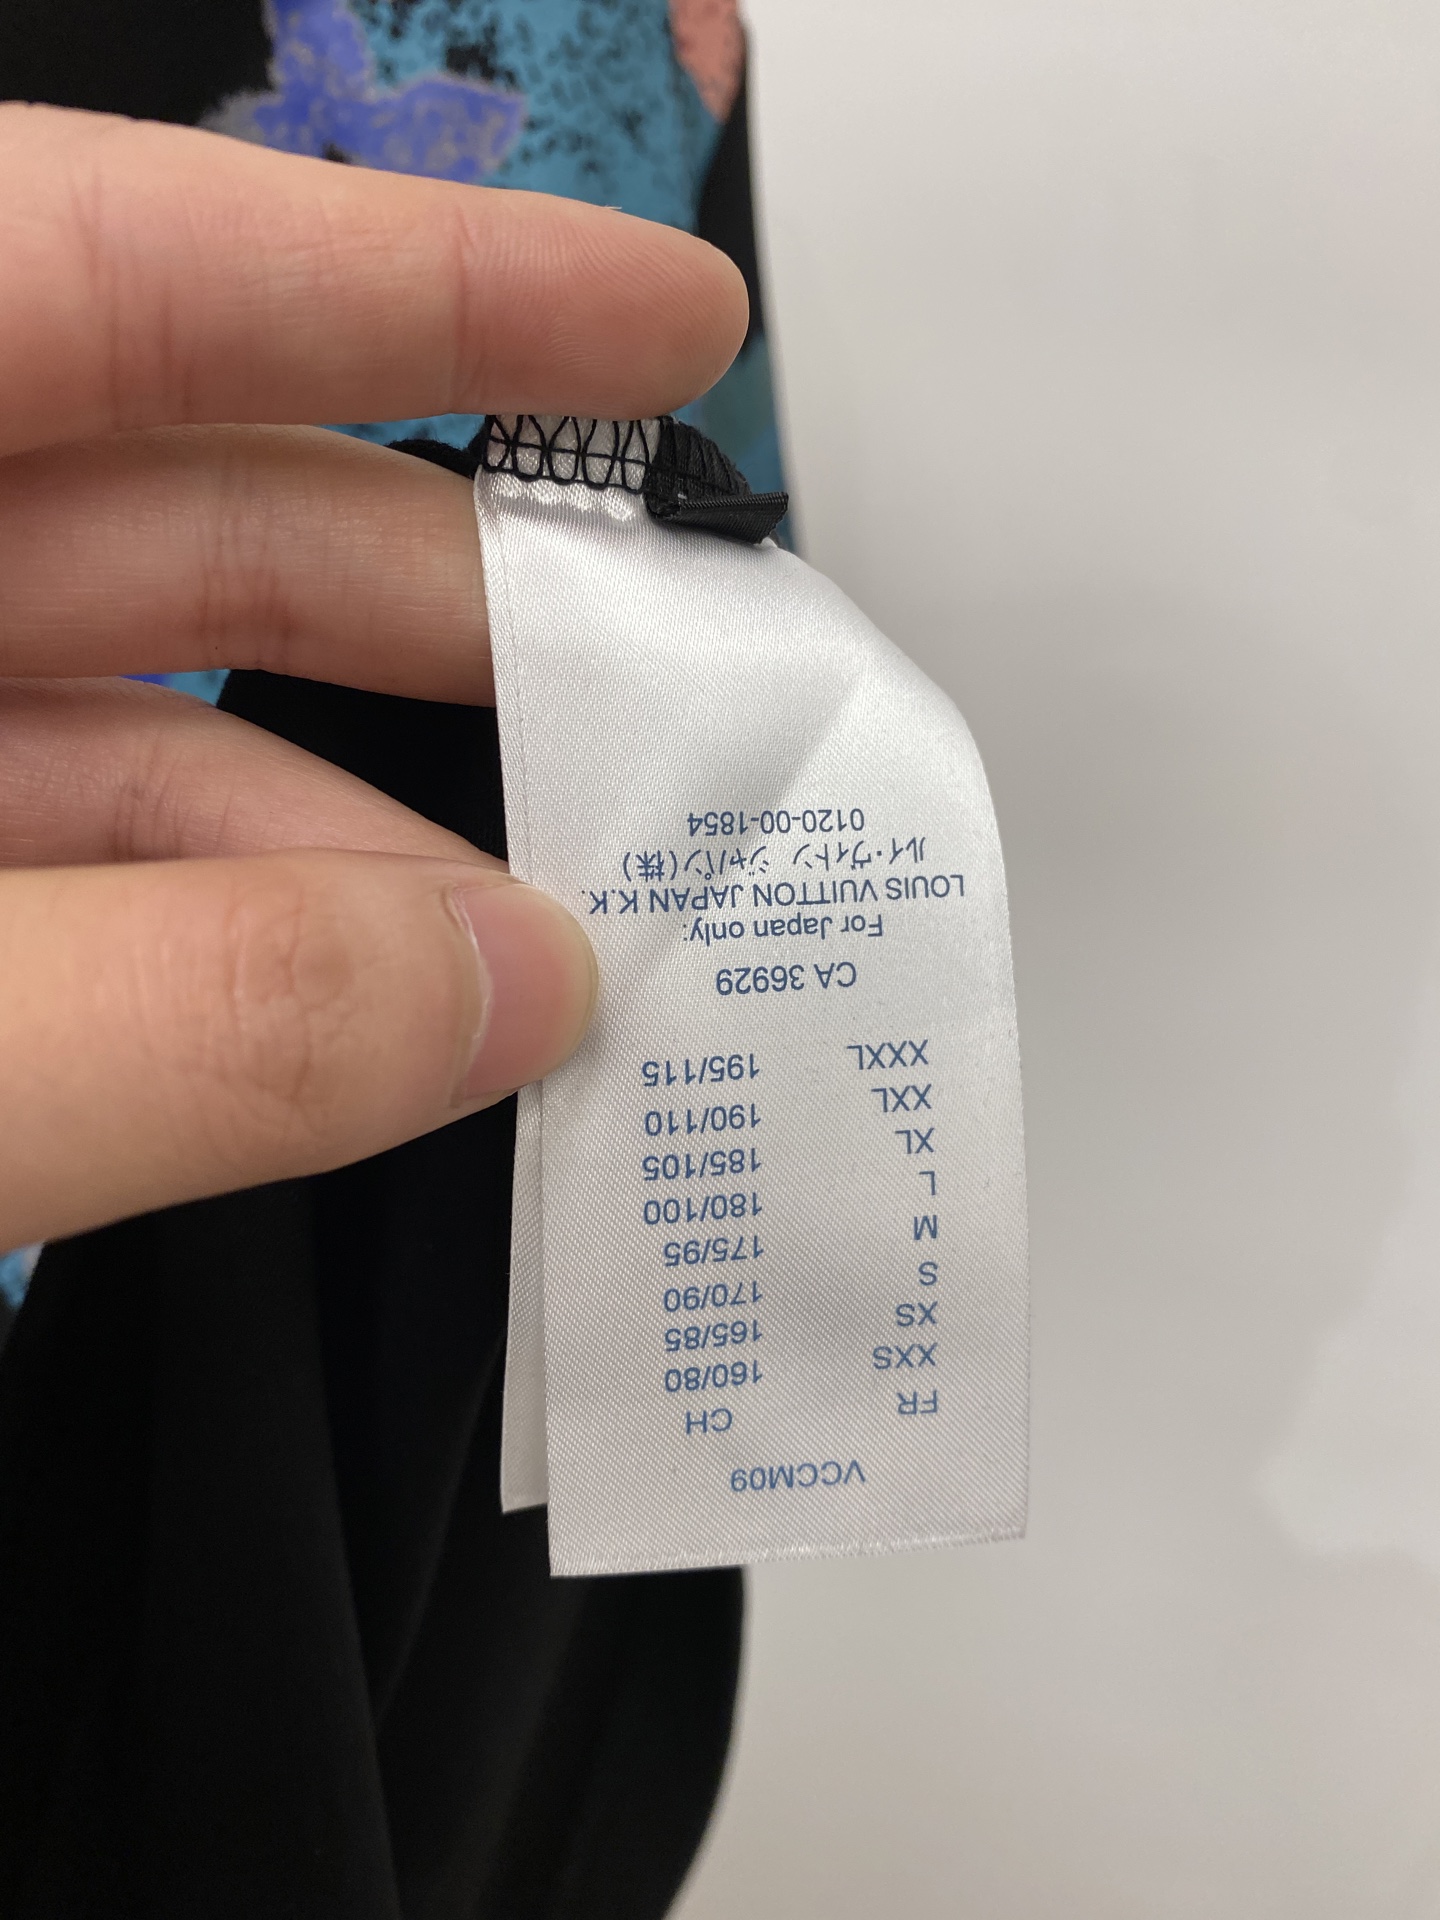 VCCM09
FR CH
XXS 160/80
XS 165/85
S 170/90
M 175/95
L 180/100
XL 185/105
XXL 190/110
XXXL 195/115
CA 36929
For Japan only:
LOUIS VUITTON JAPAN K.K.
ルイ・ヴィトン ジャパン(株)
0120-00-1854